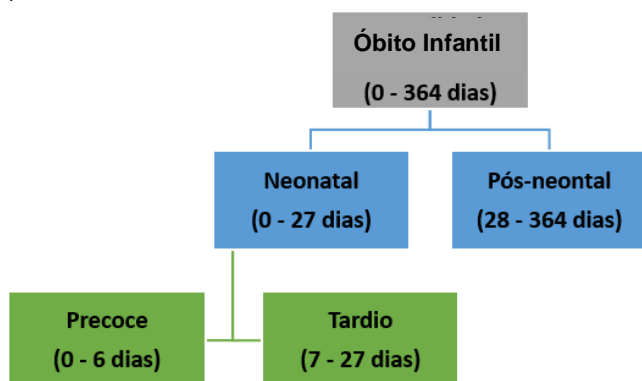 Óbito Infantil
(0 - 364 dias)
Neonatal
(0 - 27 dias)
Pós-neontal
(28 - 364 dias)
Precoce
(0 - 6 dias)
Tardio
(7 - 27 dias)